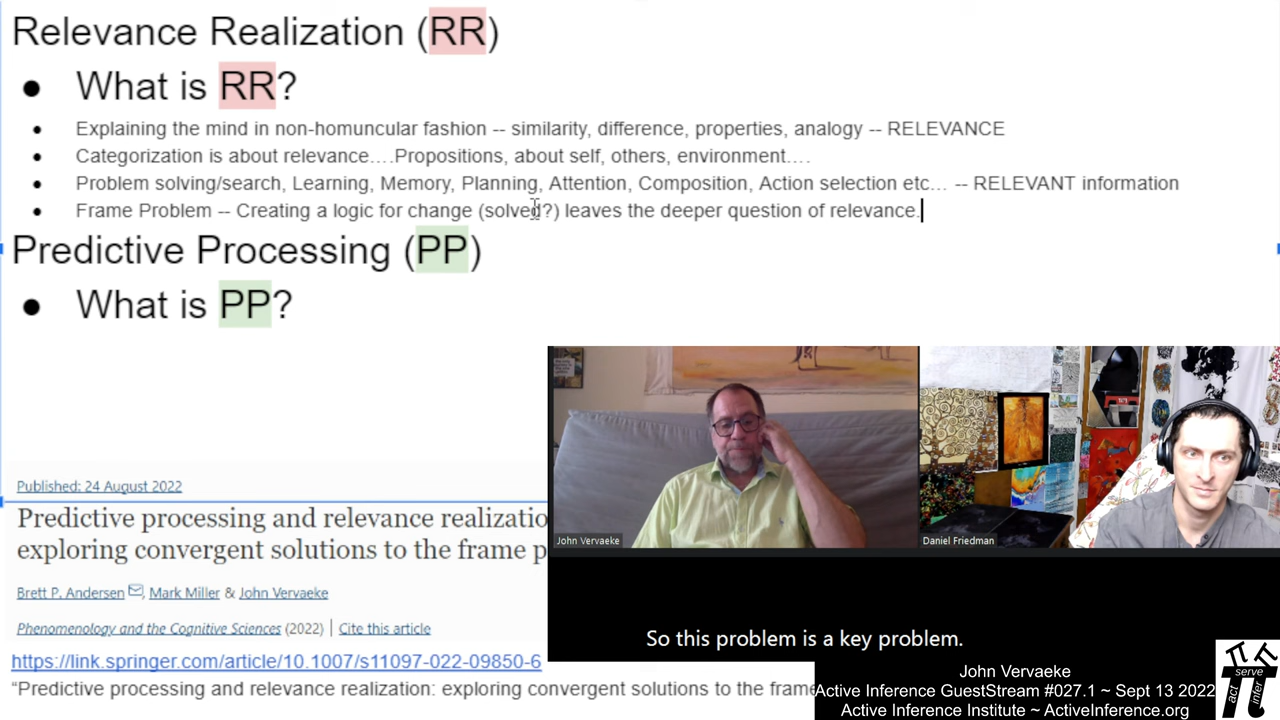 Relevance Realization (RR)
● What is RR?
● Explaining the mind in non-homuncular fashion -- similarity, difference, properties, analogy -- RELEVANCE
● Categorization is about relevance….Propositions, about self, others, environment….
● Problem solving/search, Learning, Memory, Planning, Attention, Composition, Action selection etc… -- RELEVANT information
● Frame Problem -- Creating a logic for change (solved?) leaves the deeper question of relevance.
Predictive Processing (PP)
● What is PP?
Published: 24 August 2022
Predictive processing and relevance realizatio
exploring convergent solutions to the frame p
Brett P. Andersen, Mark Miller & John Vervaeke
Phenomenology and the Cognitive Sciences (2022) | Cite this article
https://link.springer.com/article/10.1007/s11097-022-09850-6
“Predictive processing and relevance realization: exploring convergent solutions to the frame
John Vervaeke
Daniel Friedman
So this problem is a key problem.
John Vervaeke
Active Inference GuestStream #027.1 ~ Sept 13 2022
Active Inference Institute ~ ActiveInference.org
serve
act
infer